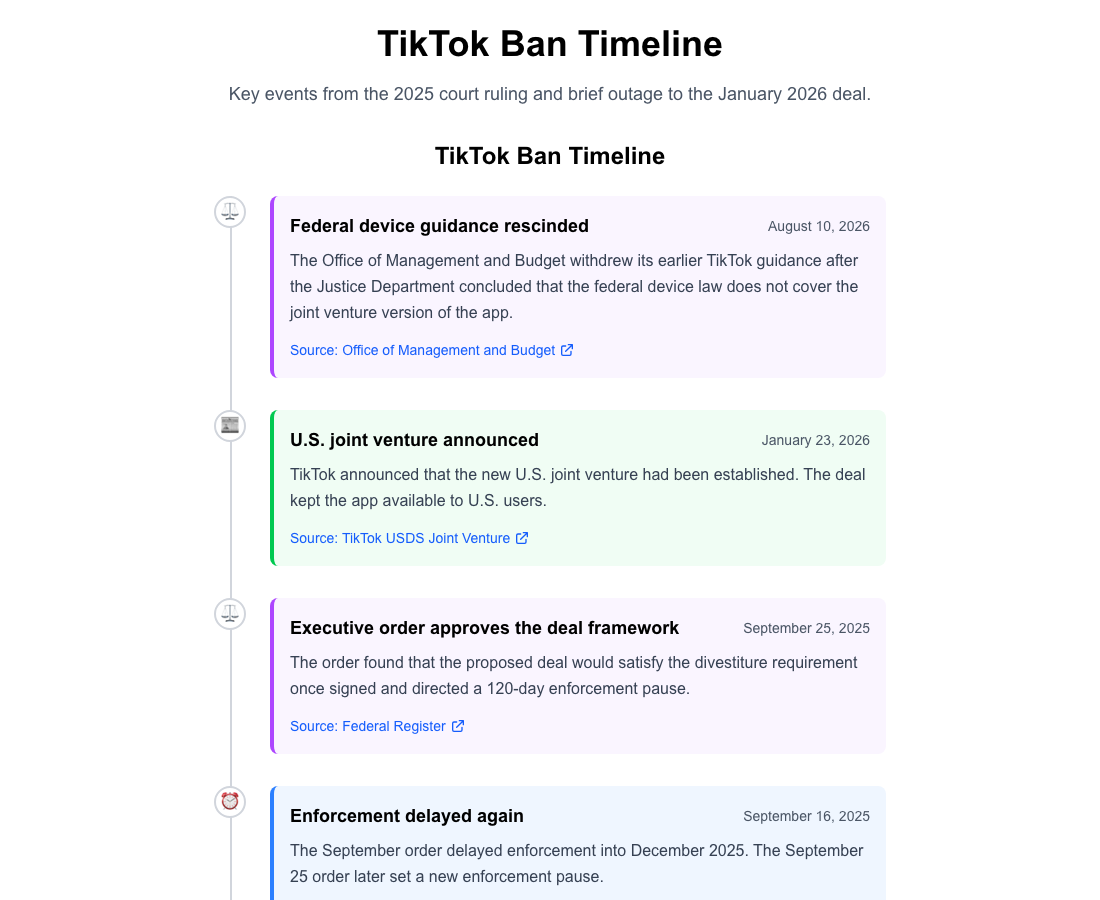 TikTok Ban Timeline
Key events from the 2025 court ruling and brief outage to the January 2026 deal.
TikTok Ban Timeline
Federal device guidance rescinded
August 10, 2026
The Office of Management and Budget withdrew its earlier TikTok guidance after
the Justice Department concluded that the federal device law does not cover the
joint venture version of the app.
Source: Office of Management and Budget
U.S. joint venture announced
January 23, 2026
TikTok announced that the new U.S. joint venture had been established. The deal
kept the app available to U.S. users.
Source: TikTok USDS Joint Venture
Executive order approves the deal framework
September 25, 2025
The order found that the proposed deal would satisfy the divestiture requirement
once signed and directed a 120-day enforcement pause.
Source: Federal Register
Enforcement delayed again
September 16, 2025
The September order delayed enforcement into December 2025. The September
25 order later set a new enforcement pause.